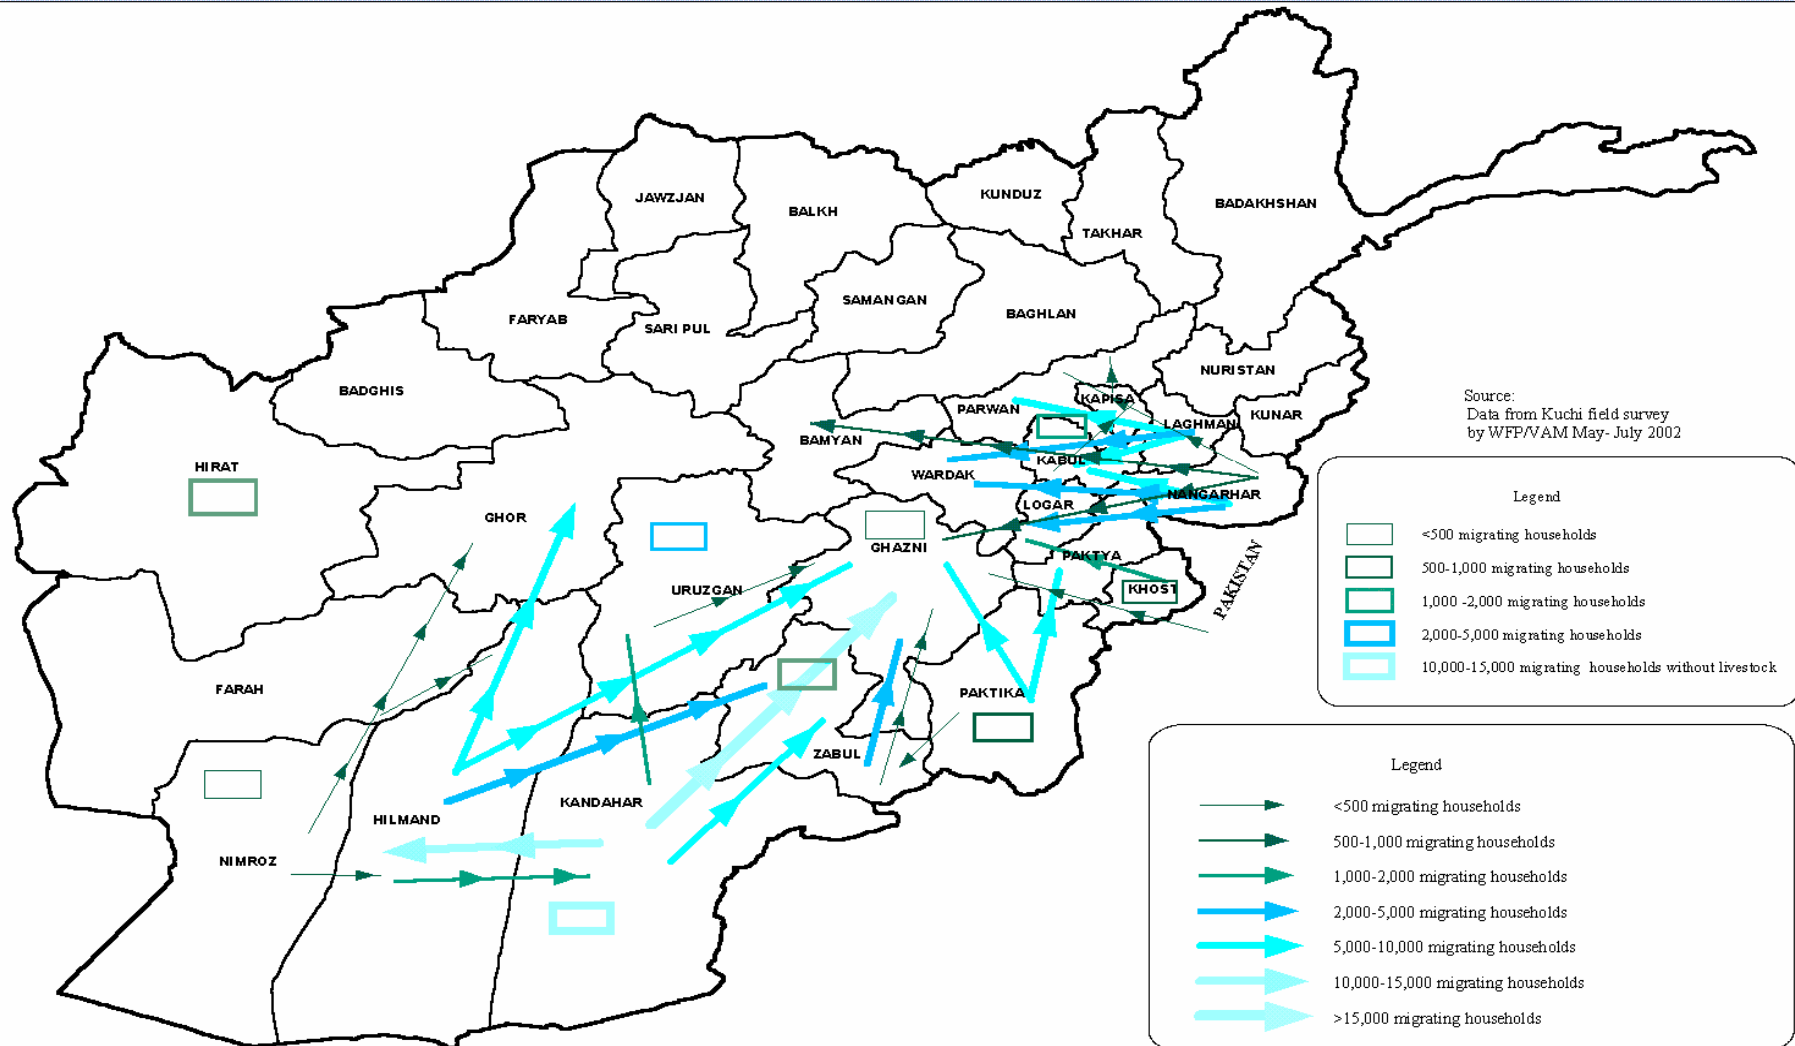 JAWZJAN
BALKH
KUNDUZ
BADAKHSHAN
TAKHAR
SAMANGAN
BAGHLAN
FARYAB
SARI PUL
BADGHIS
NURISTAN
KAPISA
PARWAN
KUNAR
LAGHMAN
BAMYAN
KABUL
HIRAT
WARDAK
NANGARHAR
LOGAR
GHOR
GHAZNI
PAKTYA
URUZGAN
KHOST
PAKISTAN
FARAH
PAKTIKA
ZABUL
KANDAHAR
HILMAND
NIMROZ
Source:
Data from Kuchi field survey
by WFP/VAM May- July 2002
Legend
<500 migrating households
500-1,000 migrating households
1,000 -2,000 migrating households
2,000-5,000 migrating households
10,000-15,000 migrating households without livestock
Legend
<500 migrating households
500-1,000 migrating households
1,000-2,000 migrating households
2,000-5,000 migrating households
5,000-10,000 migrating households
10,000-15,000 migrating households
>15,000 migrating households